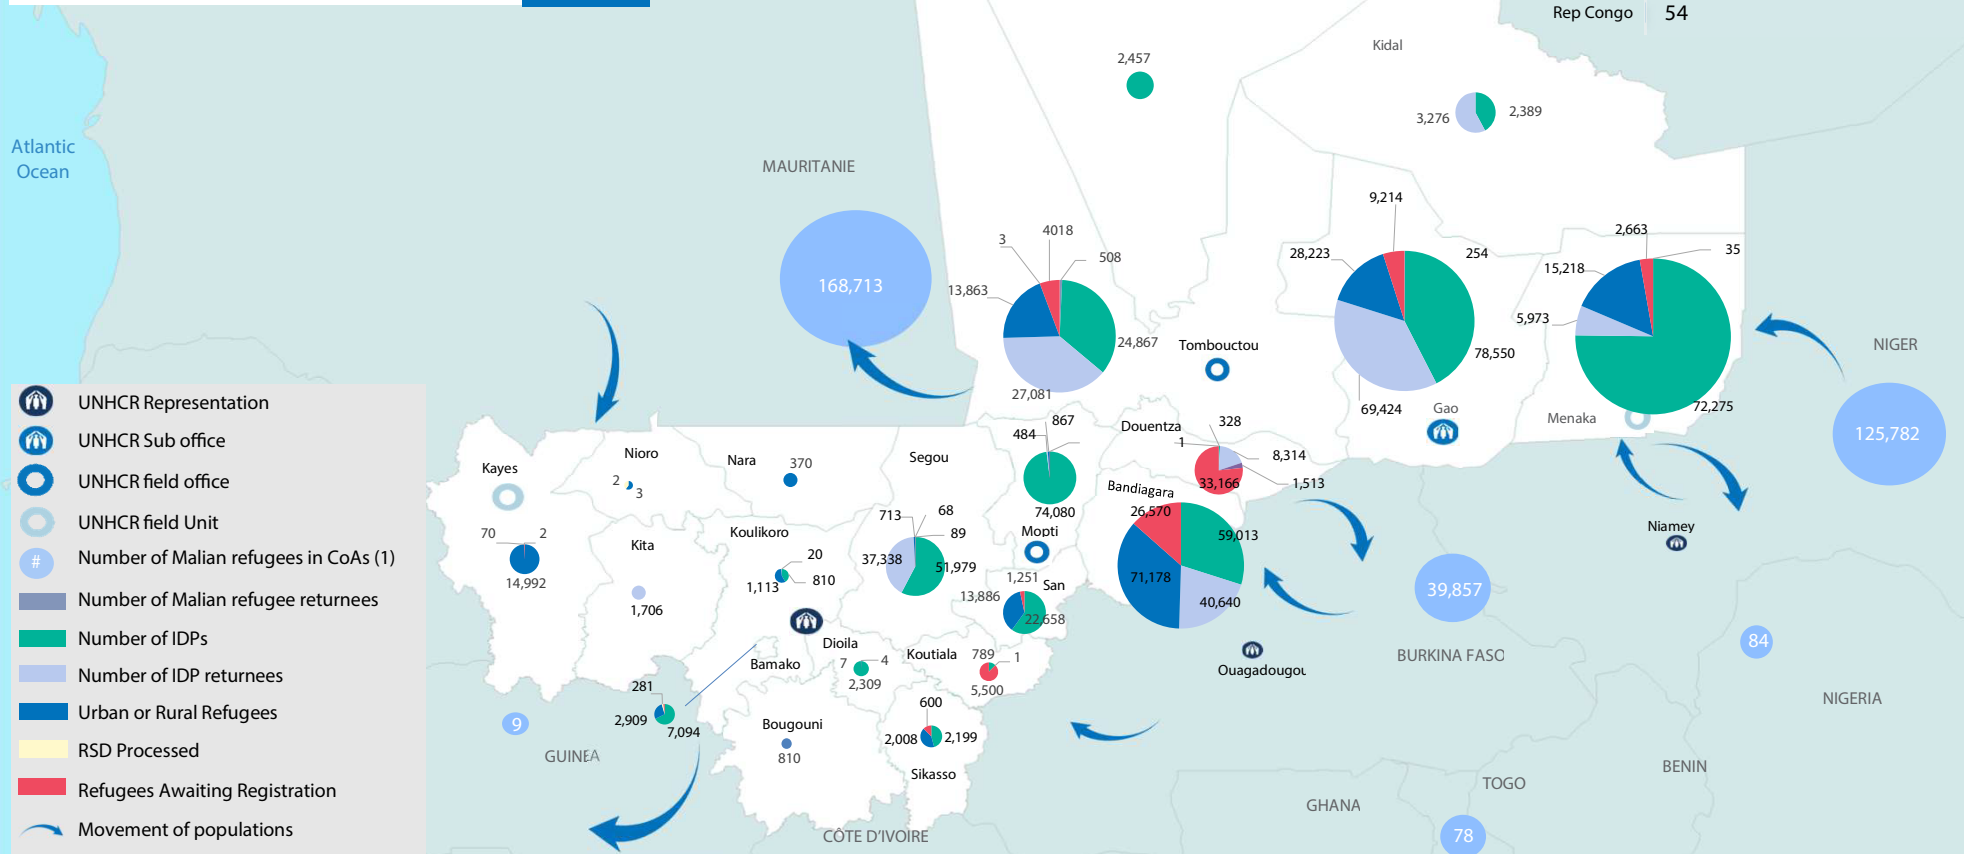 Rep Congo 54
Kidal
2,457
3,276
2,389
Atlantic
Ocean
MAURITANIE
168,713
9,214
28,223
254
78,550
69,424
Gao
2,663
35
15,218
5,973
72,275
Menaka
NIGER
125,782
3
4018
508
13,863
24,867
27,081
Tombouctou
867
484
74,080
Mopti
Douentza
1
328
8,314
1,513
33,166
Bandiagara
26,570
59,013
71,178
40,640
Niamey
39,857
BURKINA FASO
Ouagadougou
84
NIGERIA
BENIN
TOGO
GHANA
78
CÔTE D'IVOIRE
Kayes
70
2
14,992
Nioro
2
3
Nara
370
Segou
713
68
89
37,338
51,979
Kita
1,706
Koulikoro
20
1,113
810
1,251
San
13,886
22,658
Dioila
7
4
2,309
Koutiala
789
1
5,500
Bamako
281
2,909
7,094
Bougouni
810
600
2,008
2,199
Sikasso
9
GUINEA
UNHCR Representation
UNHCR Sub office
UNHCR field office
UNHCR field Unit
# Number of Malian refugees in CoAs (1)
Number of Malian refugee returnees
Number of IDPs
Number of IDP returnees
Urban or Rural Refugees
RSD Processed
Refugees Awaiting Registration
Movement of populations